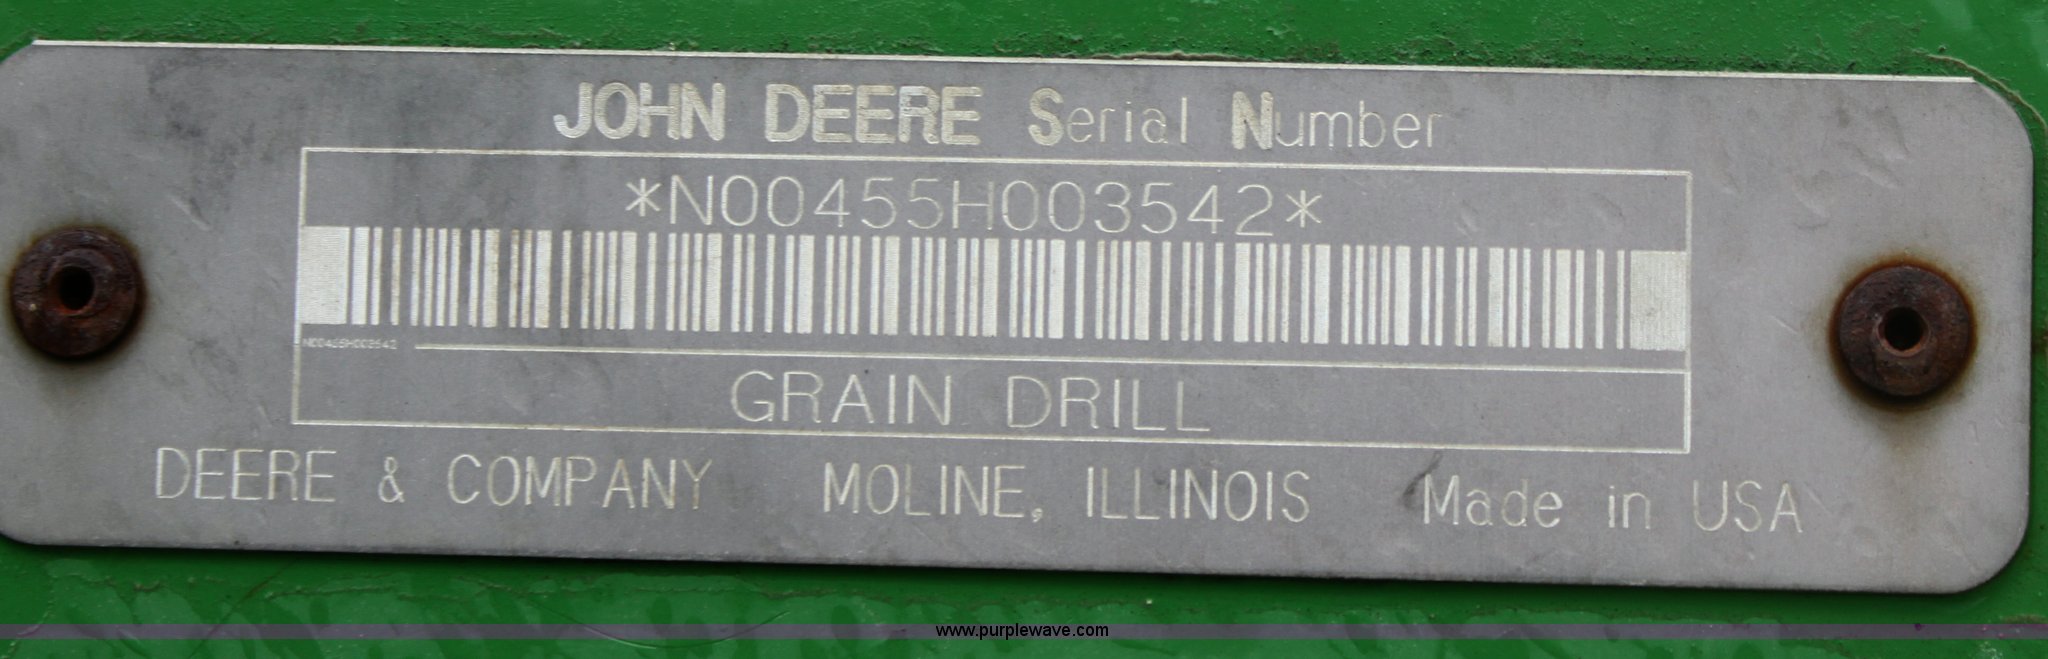 JOHN DEERE Serial Number
*N00455H003542*
N00455H003542
GRAIN DRILL
DEERE & COMPANY MOLINE, ILLINOIS Made in USA
www.purplewave.com